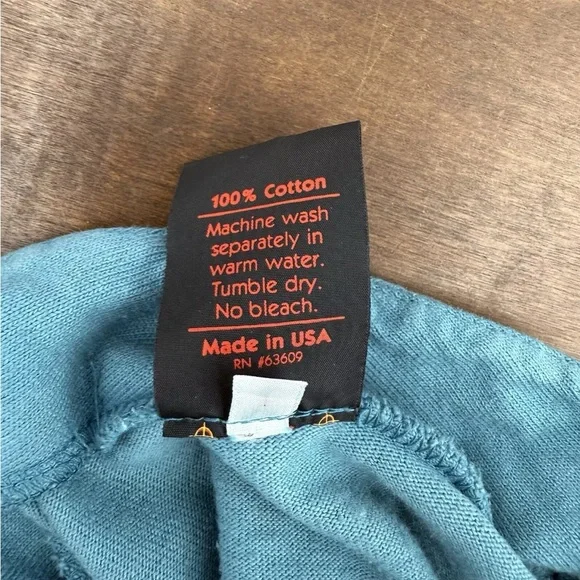 100% Cotton
Machine wash
separately in
warm water.
Tumble dry.
No bleach.
Made in USA
RN #63609